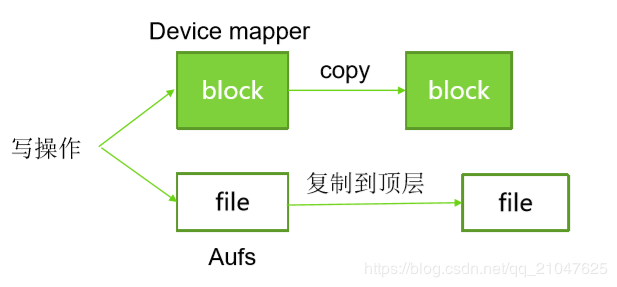 Device mapper
block
copy
block
写操作
file
复制到顶层
file
Aufs
https://blog.csdn.net/qq_21047625